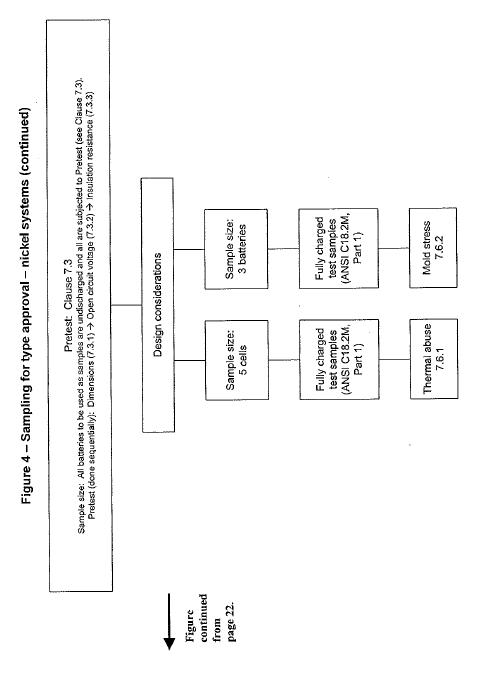 Figure 4 – Sampling for type approval – nickel systems (continued)
Pretest: Clause 7.3
Sample size: All batteries to be used as samples are undischarged and all are subjected to Pretest (see Clause 7.3).
Pretest (done sequentially): Dimensions (7.3.1) → Open circuit voltage (7.3.2) → Insulation resistance (7.3.3)
Design considerations
Sample size:
5 cells
Fully charged
test samples
(ANSI C18.2M,
Part 1)
Thermal abuse
7.6.1
Sample size:
3 batteries
Fully charged
test samples
(ANSI C18.2M,
Part 1)
Mold stress
7.6.2
Figure
continued
from
page 22.